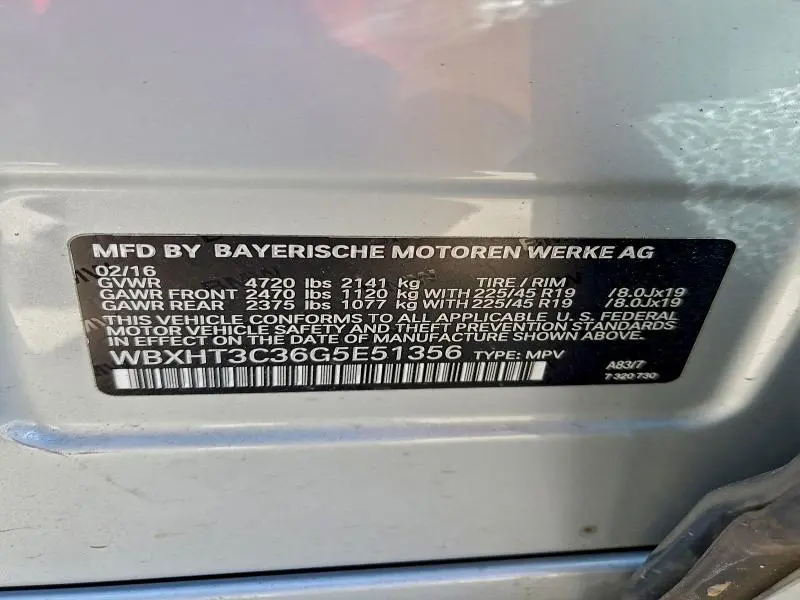 MFD BY BAYERISCHE MOTOREN WERKE AG
02/16
GVWR 4720 lbs 2141 kg TIRE / RIM
GAWR FRONT 2470 lbs 1120 kg WITH 225/45 R19 /8.0Jx19
GAWR REAR 2375 lbs 1077 kg WITH 225/45 R19 /8.0Jx19
THIS VEHICLE CONFORMS TO ALL APPLICABLE U. S. FEDERAL
MOTOR VEHICLE SAFETY AND THEFT PREVENTION STANDARDS
IN EFFECT ON THE DATE OF MANUFACTURE SHOWN ABOVE.
WBXHT3C36G5E51356 TYPE: MPV
A83/7
7 320 730